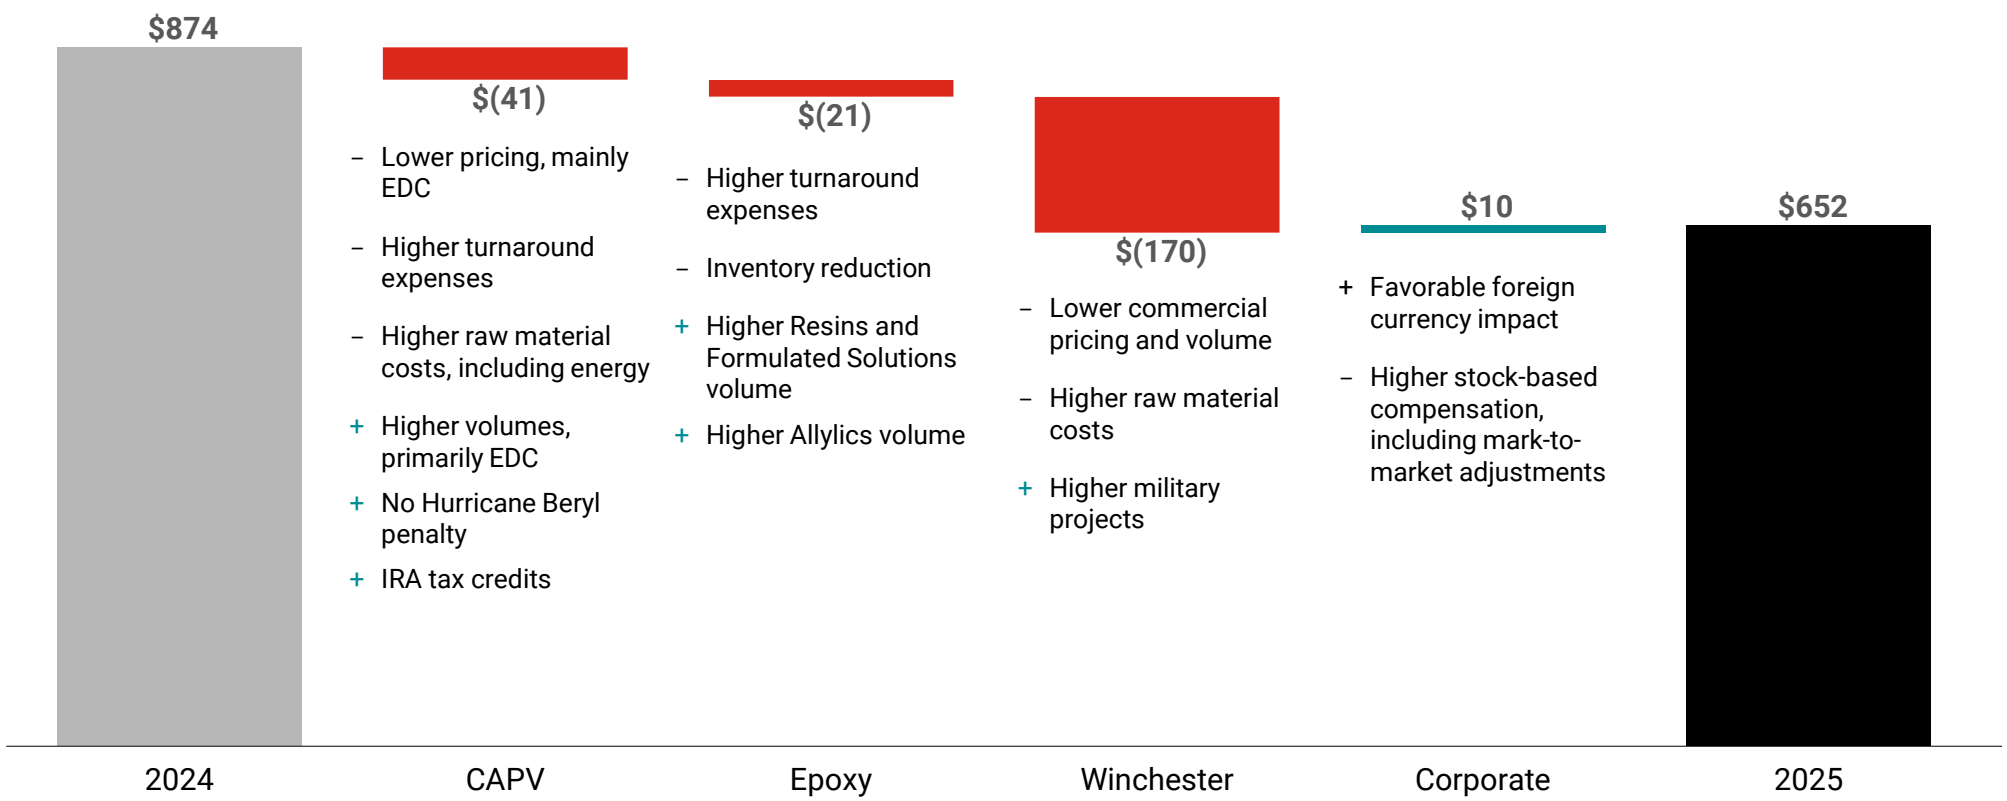 $874
$(41)
– Lower pricing, mainly
EDC
– Higher turnaround
expenses
– Higher raw material
costs, including energy
+ Higher volumes,
primarily EDC
+ No Hurricane Beryl
penalty
+ IRA tax credits
$(21)
– Higher turnaround
expenses
– Inventory reduction
+ Higher Resins and
Formulated Solutions
volume
+ Higher Allylics volume
$(170)
– Lower commercial
pricing and volume
– Higher raw material
costs
+ Higher military
projects
$10
+ Favorable foreign
currency impact
– Higher stock-based
compensation,
including mark-to-
market adjustments
$652
2024
CAPV
Epoxy
Winchester
Corporate
2025